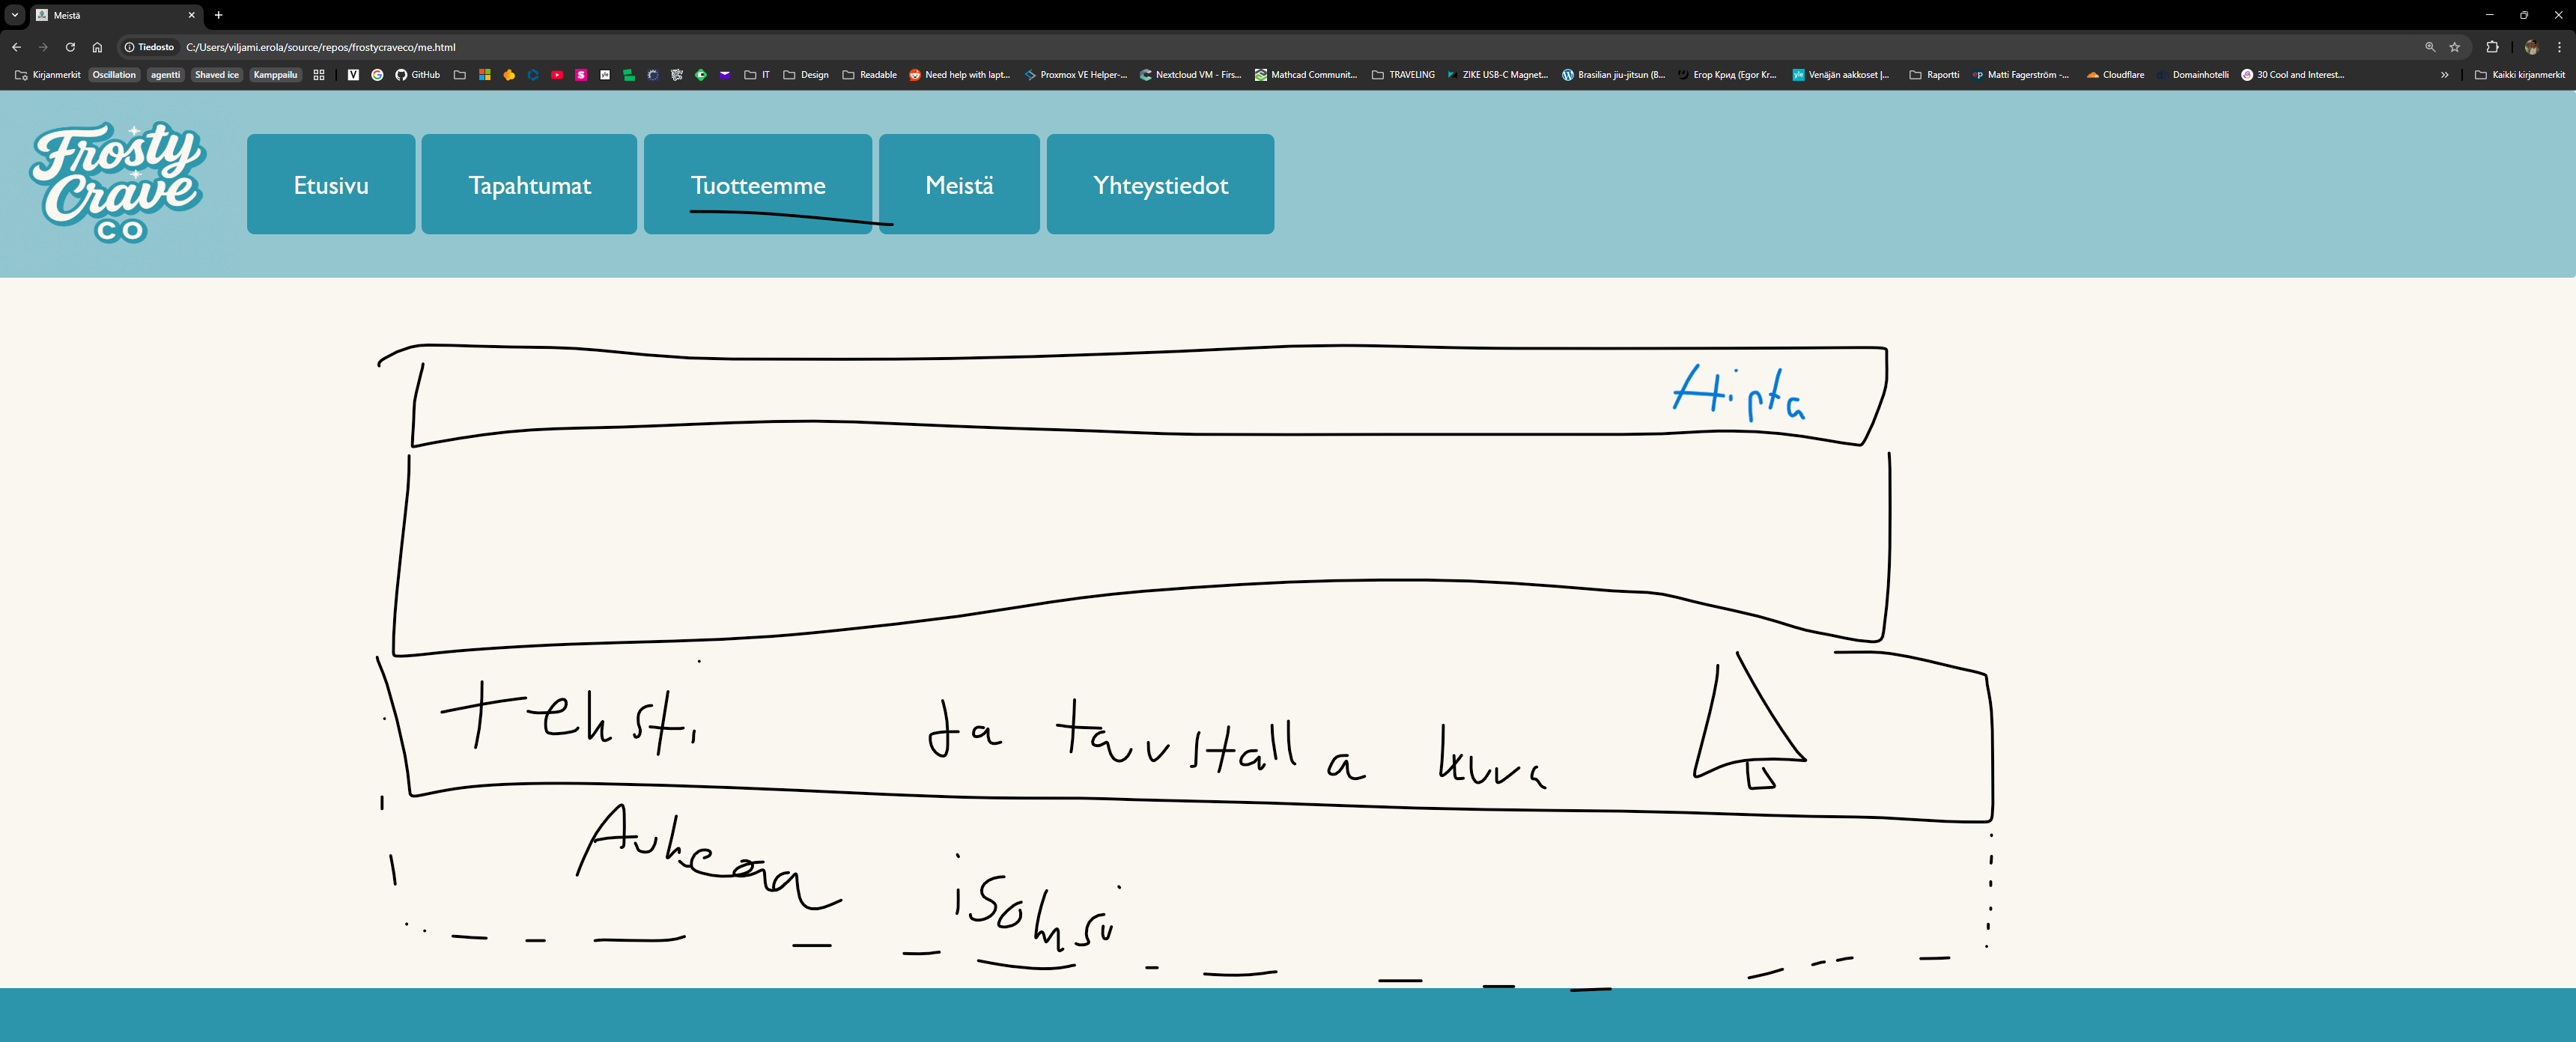 Meistä
Tiedosto C:/Users/viljami.erola/source/repos/frostycraveco/me.html
Kirjanmerkit Oscillation agentti Shaved ice Kamppailu GitHub IT Design Readable Need help with lapt... Proxmox VE Helper-... Nextcloud VM - Firs... Mathcad Communit... TRAVELING ZIKE USB-C Magnet... Brasilian jiu-jitsun (B... Егор Крид (Egor Kr... Venäjän aakkoset |... Raportti Matti Fagerström -... Cloudflare Domainhotelli 30 Cool and Interest... Kaikki kirjanmerkit
Frosty
Crave
CO
Etusivu Tapahtumat Tuotteemme Meistä Yhteystiedot
teksti Ja taustalla kuva
Aukeaa isoksi